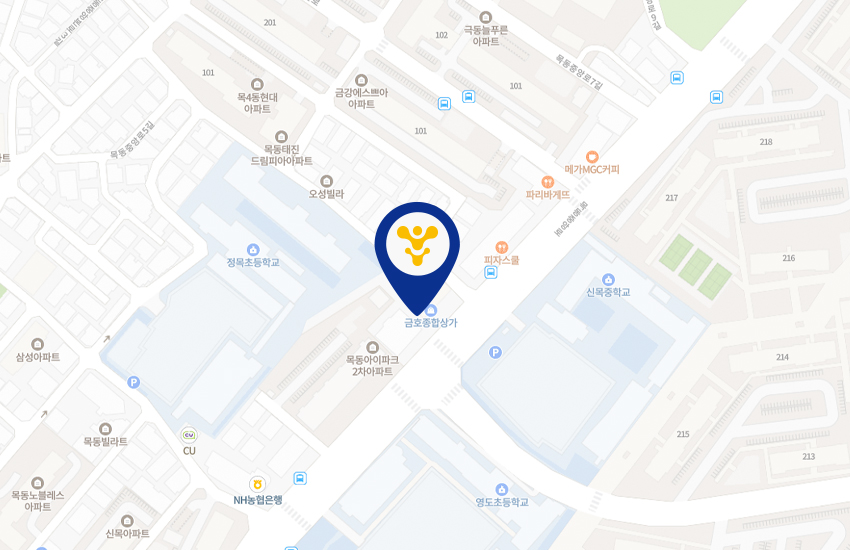 201
극동늘푸른
아파트
102
목동중앙로7길
101
목4동현대
아파트
금강에스쁘아
아파트
101
101
218
목동중앙로5길
목동태진
드림피아아파트
메가MGC커피
파리바게뜨
오성빌라
217
목동중앙로
정목초등학교
피자스쿨
216
신목중학교
금호종합상가
삼성아파트
목동아이파크
2차아파트
P
214
P
목동빌라트
CU
CU
215
213
NH농협은행
목동노블레스
아파트
영도초등학교
신목아파트